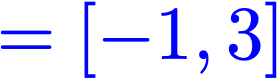 = [−1, 3]